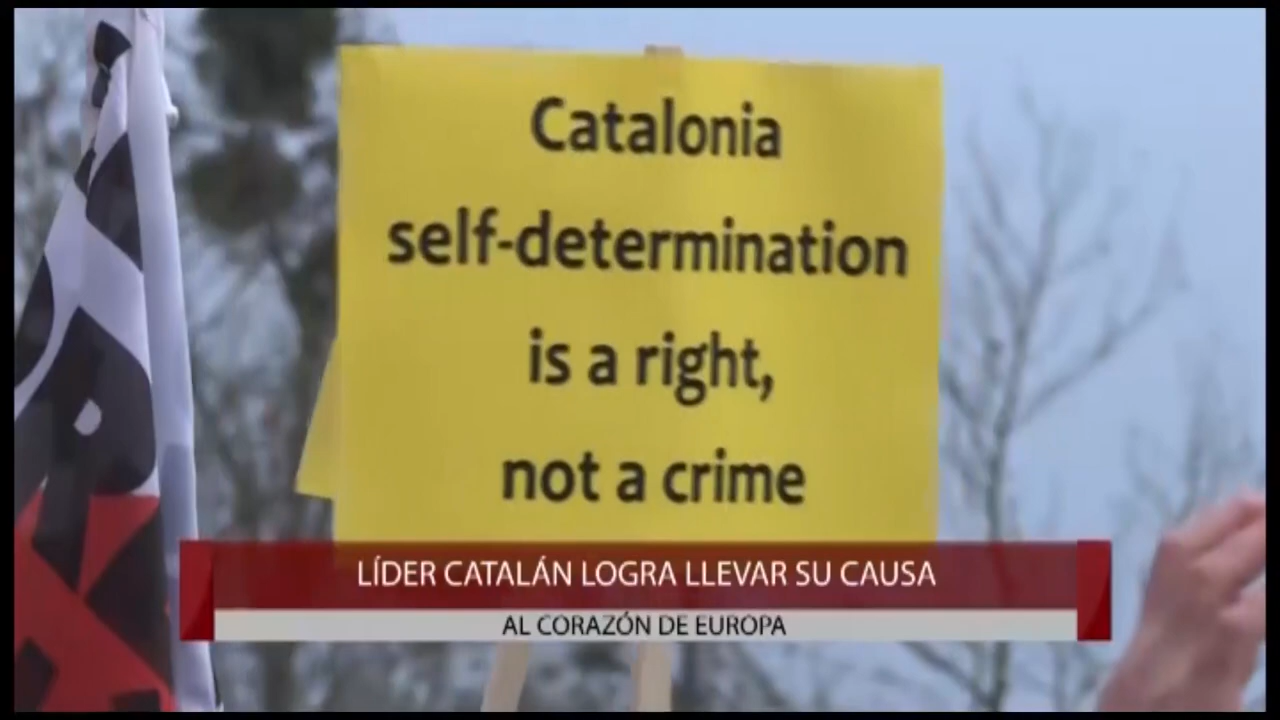 Catalonia
self-determination
is a right,
not a crime
LÍDER CATALÁN LOGRA LLEVAR SU CAUSA
AL CORAZÓN DE EUROPA